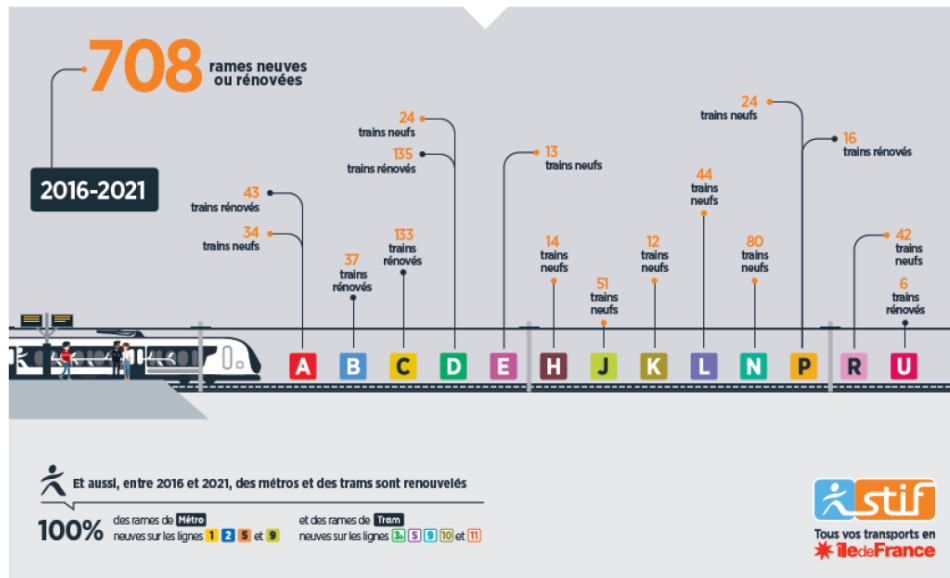 708
rames neuves
ou rénovées
2016-2021
43
trains rénovés
34
trains neufs
37
trains
rénovés
133
trains
rénovés
24
trains neufs
135
trains rénovés
13
trains neufs
14
trains
neufs
51
trains
neufs
12
trains
neufs
44
trains
neufs
80
trains
neufs
24
trains neufs
16
trains rénovés
42
trains
neufs
6
trains
rénovés
A B C D E H J K L N P R U
Et aussi, entre 2016 et 2021, des métros et des trams sont renouvelés
100%
des rames de Métro
neuves sur les lignes 1 2 5 et 9
et des rames de Tram
neuves sur les lignes 3b 5 9 10 et 11
stif
Tous vos transports en
îledeFrance